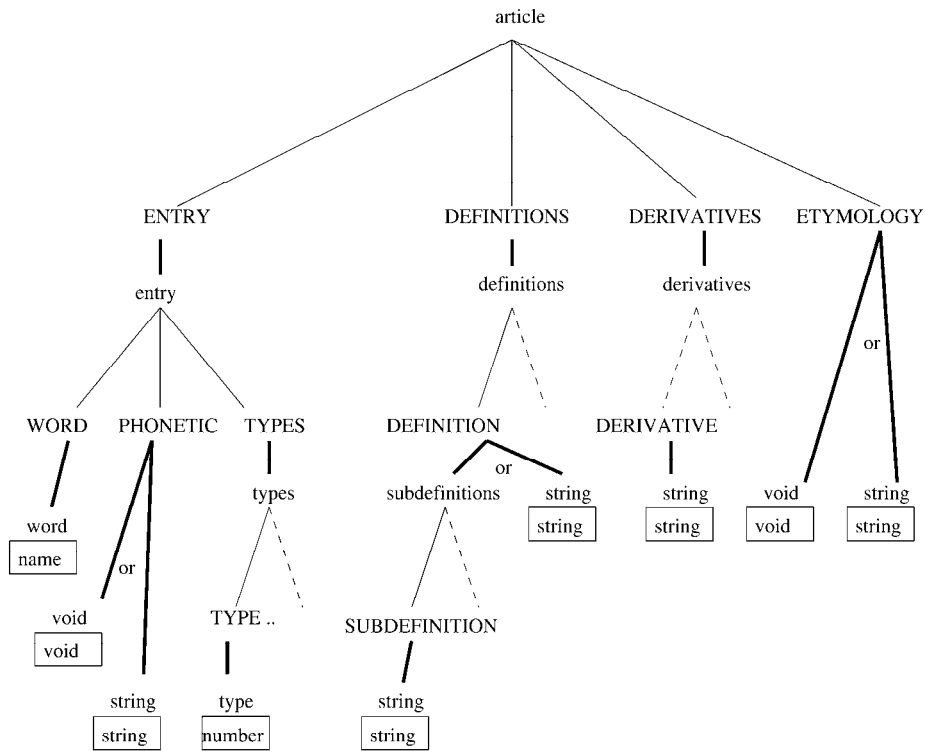 article
ENTRY DEFINITIONS DERIVATIVES ETYMOLOGY
entry definitions derivatives
or
WORD PHONETIC TYPES DEFINITION DERIVATIVE
or
types subdefinitions string string void string
word string string void string
name
or
void TYPE .. SUBDEFINITION
void
string type string
string number string